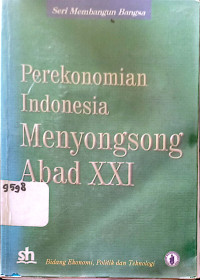 Seri Membangun Bangsa
Perekonomian
Indonesia
Menyongsong
Abad XXI
9598
sh
Bidang Ekonomi, Politik dan Teknologi